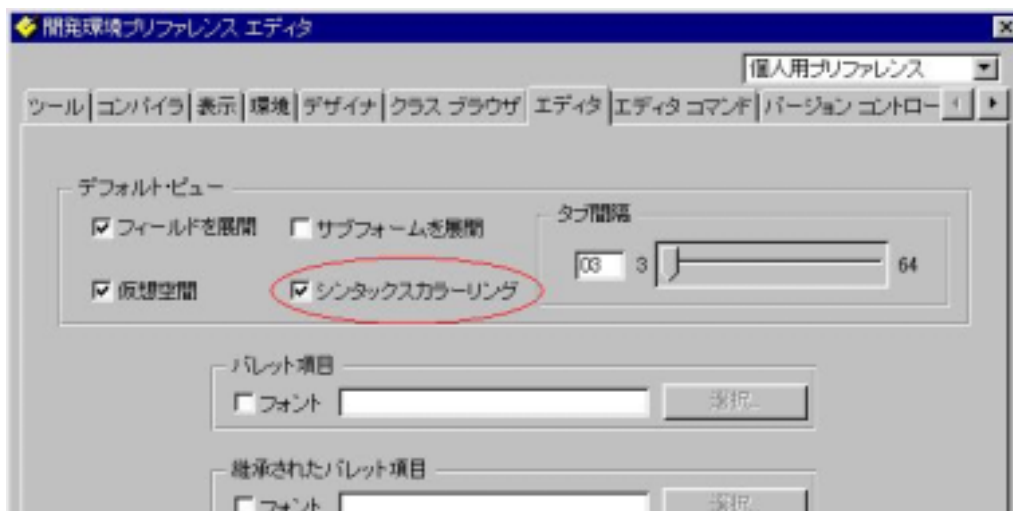 開発環境プリファレンス エディタ
個人用プリファレンス
ツール コンパイラ 表示 環境 デザイナ クラス ブラウザ エディタ エディタ コマンド バージョン コントロー
デフォルト・ビュー
フィールドを展開 サブフォームを展開
タブ間隔
03 3 64
仮想空間 シンタックスカラーリング
パレット項目
フォント 選択...
継承されたパレット項目
フォント 選択...